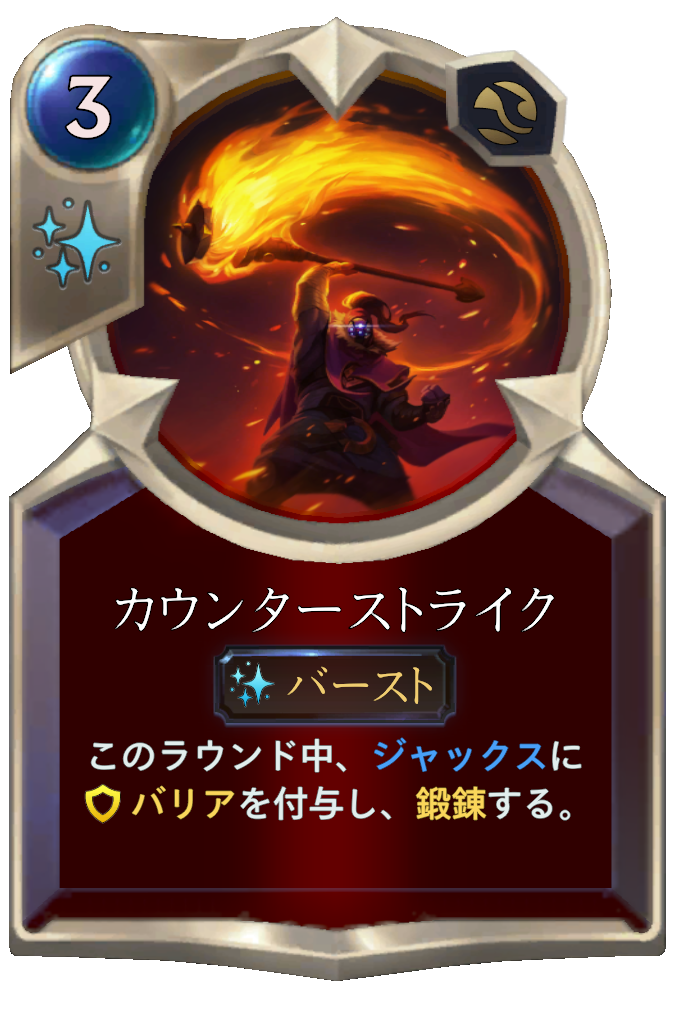 3
カウンターストライク
バースト
このラウンド中、ジャックスに
バリアを付与し、鍛錬する。